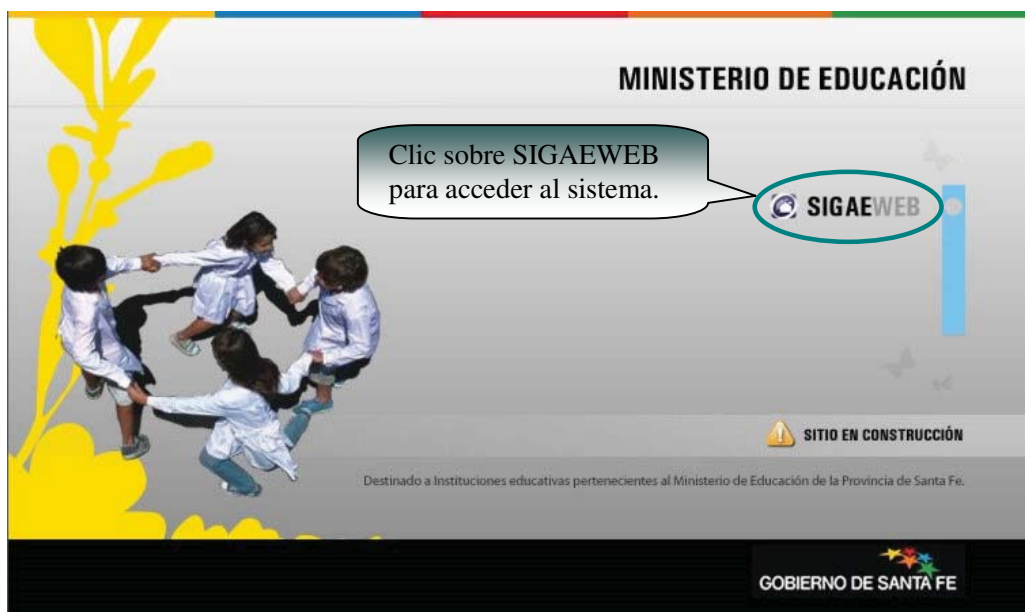 MINISTERIO DE EDUCACIÓN
Clic sobre SIGAEWEB
para acceder al sistema.
SIGAEWEB
SITIO EN CONSTRUCCIÓN
Destinado a Instituciones educativas pertenecientes al Ministerio de Educación de la Provincia de Santa Fe.
GOBIERNO DE SANTA FE